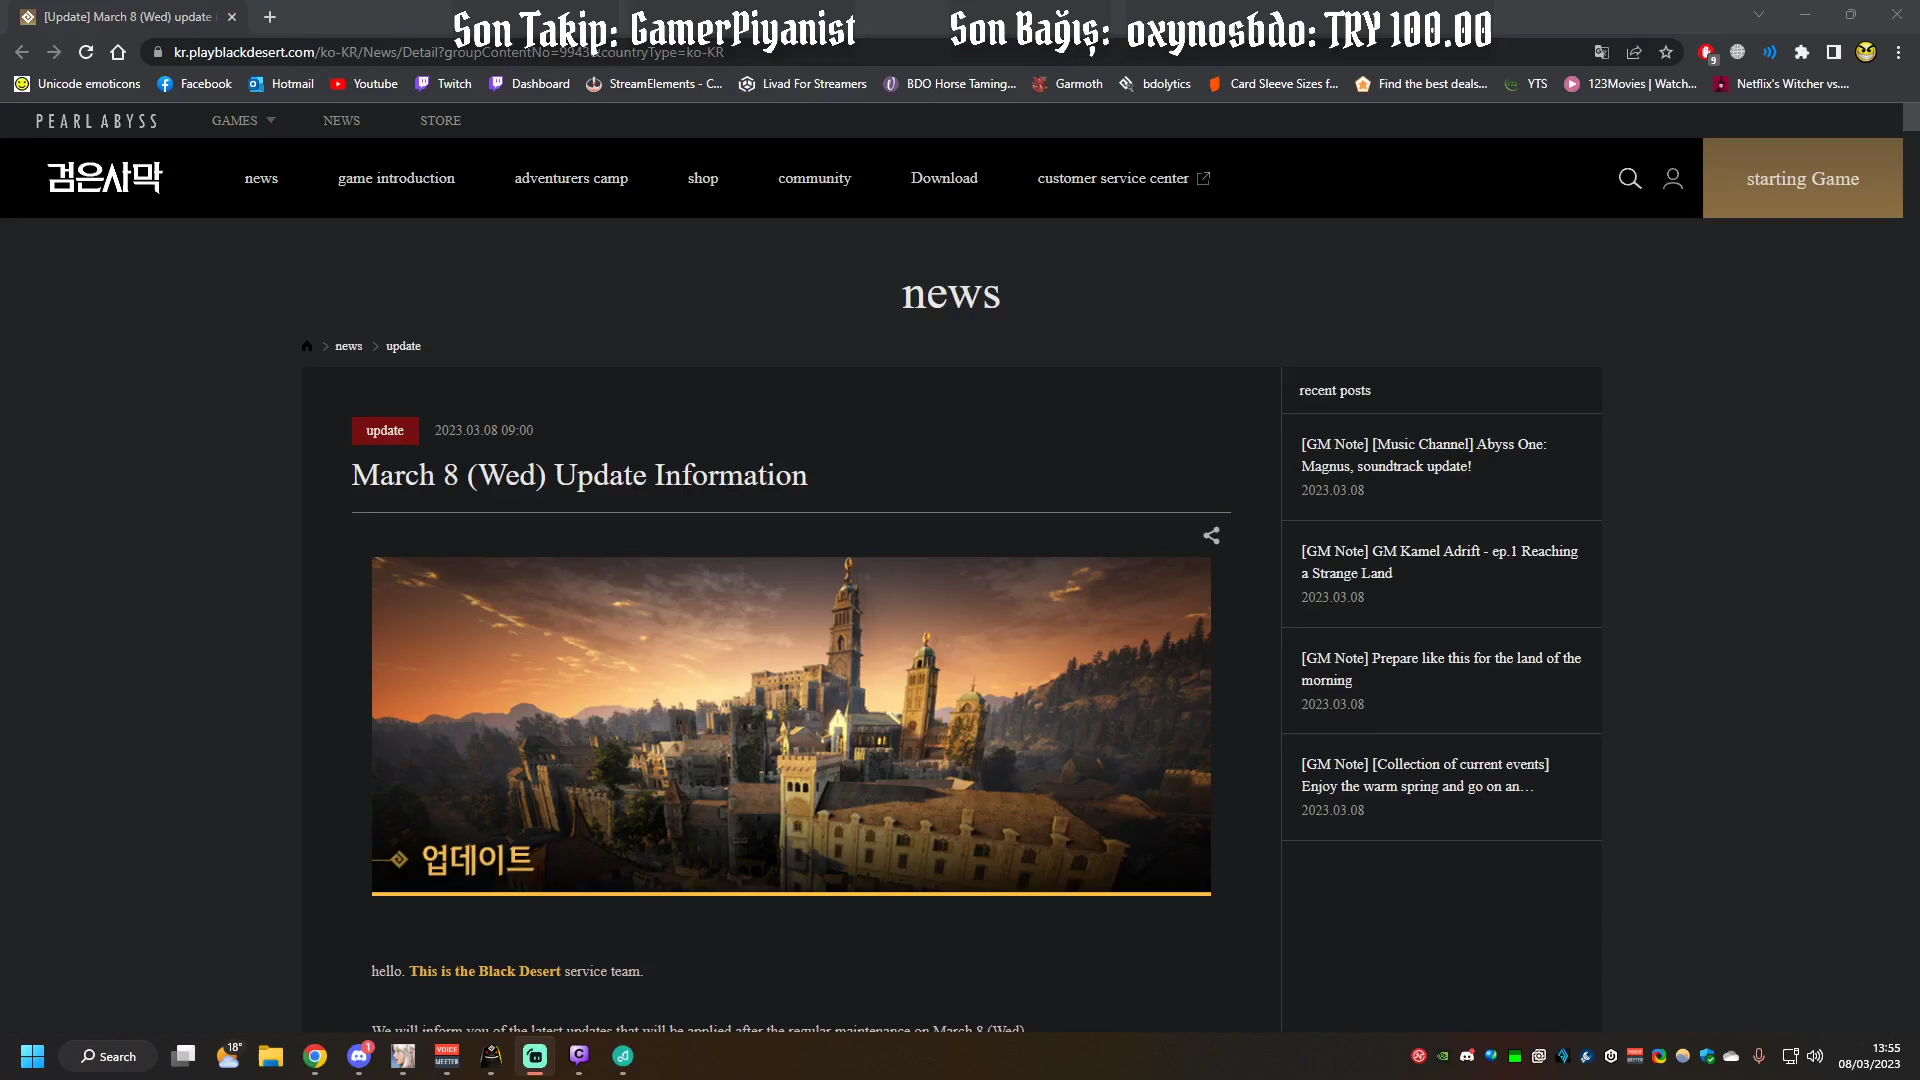 [Update] March 8 (Wed) update i
Son Takip: GamerPiyanist
Son Bağış: oxynosbdo: TRY 100.00
kr.playblackdesert.com/ko-KR/News/Detail?groupContentNo=9943&countryType=ko-KR
9
Unicode emoticons
Facebook
Hotmail
Youtube
Twitch
Dashboard
StreamElements - C...
Livad For Streamers
BDO Horse Taming...
Garmoth
bdolytics
Card Sleeve Sizes f...
Find the best deals...
YTS
123Movies | Watch...
Netflix's Witcher vs....
PEARL ABYSS
GAMES
NEWS
STORE
검은사막
news
game introduction
adventurers camp
shop
community
Download
customer service center
starting Game
news
news
update
update
2023.03.08 09:00
March 8 (Wed) Update Information
업데이트
hello. This is the Black Desert service team.
We will inform you of the latest updates that will be applied after the regular maintenance on March 8 (Wed).
recent posts
[GM Note] [Music Channel] Abyss One:
Magnus, soundtrack update!
2023.03.08
[GM Note] GM Kamel Adrift - ep.1 Reaching
a Strange Land
2023.03.08
[GM Note] Prepare like this for the land of the
morning
2023.03.08
[GM Note] [Collection of current events]
Enjoy the warm spring and go on an…
2023.03.08
Search
18°
1
VOICE
MEETER
13:55
08/03/2023